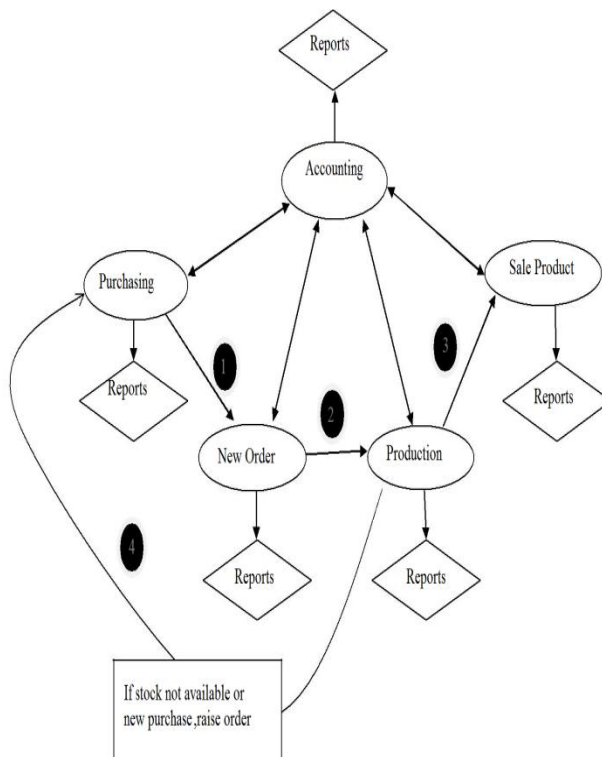 Reports
Accounting
Purchasing
Sale Product
1
3
Reports
Reports
2
New Order
Production
4
Reports
Reports
If stock not available or
new purchase ,raise order